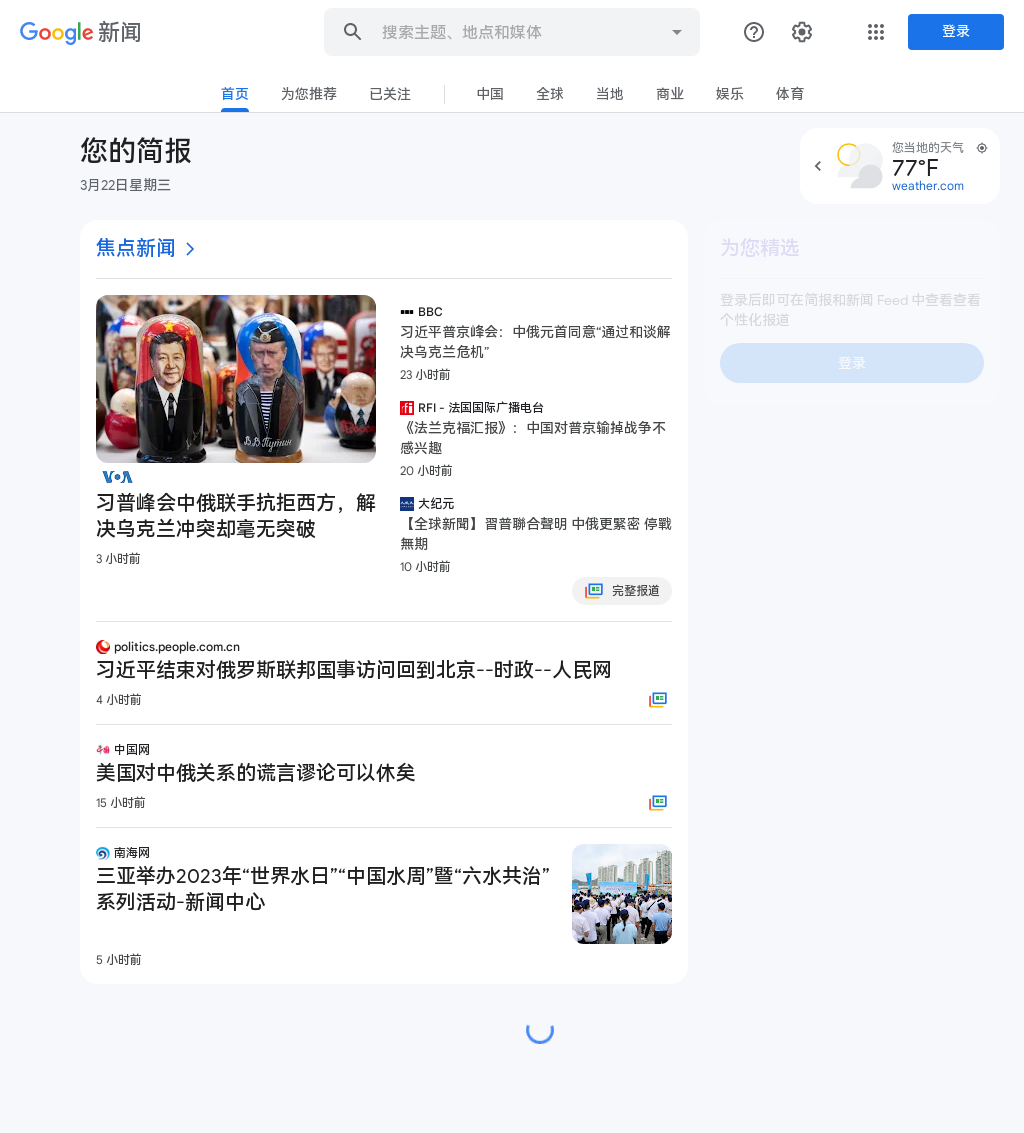 Google 新闻
搜索主题、地点和媒体
登录
首页
为您推荐
已关注
中国
全球
当地
商业
娱乐
体育
您的简报
3月22日星期三
您当地的天气
77°F
weather.com
焦点新闻
В.В.Путин
VOA
习普峰会中俄联手抗拒西方，解
决乌克兰冲突却毫无突破
3 小时前
BBC
习近平普京峰会：中俄元首同意“通过和谈解
决乌克兰危机”
23 小时前
rfi
RFI - 法国国际广播电台
《法兰克福汇报》：中国对普京输掉战争不
感兴趣
20 小时前
大纪元
【全球新聞】習普聯合聲明 中俄更緊密 停戰
無期
10 小时前
完整报道
politics.people.com.cn
习近平结束对俄罗斯联邦国事访问回到北京--时政--人民网
4 小时前
中国网
美国对中俄关系的谎言谬论可以休矣
15 小时前
南海网
三亚举办2023年“世界水日”“中国水周”暨“六水共治”
系列活动-新闻中心
5 小时前
为您精选
登录后即可在简报和新闻 Feed 中查看查看
个性化报道
登录